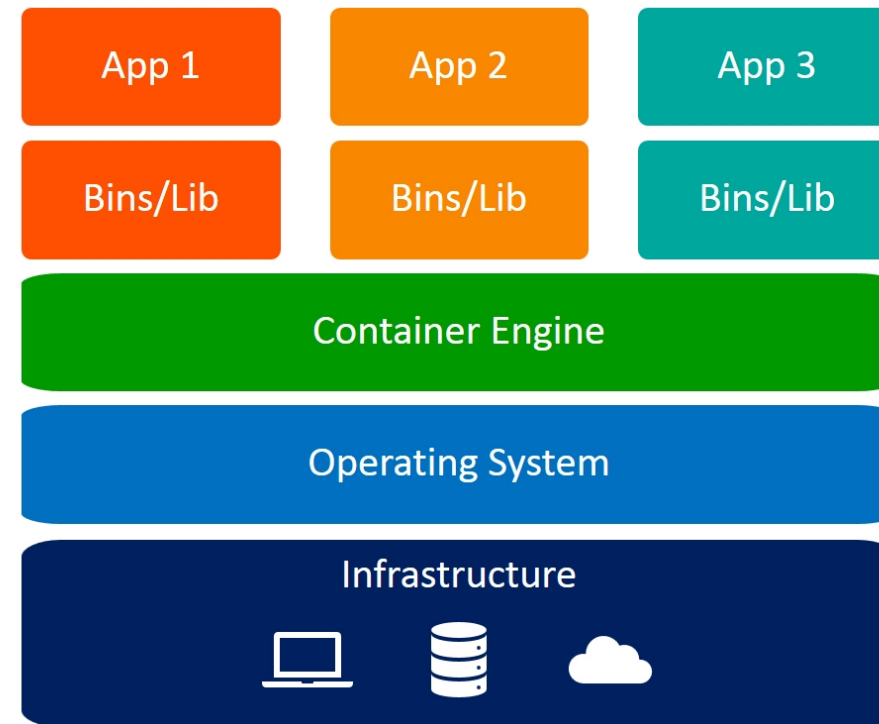 App 1
App 2
App 3
Bins/Lib
Bins/Lib
Bins/Lib
Container Engine
Operating System
Infrastructure